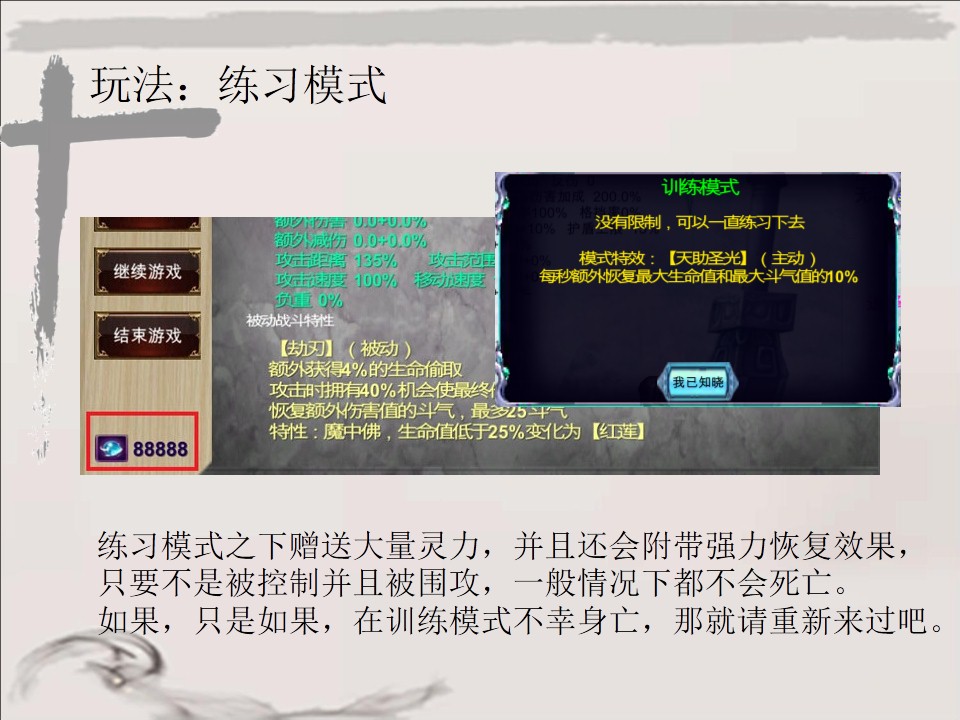 玩法：练习模式
额外伤害 0.0+0.0%
额外减伤 0.0+0.0%
攻击距离 135% 攻击范围
攻击速度 100% 移动速度
负重 0%
被动战斗特性
【劫刃】（被动）
额外获得4%的生命偷取
攻击时拥有40%机会使最终
恢复额外伤害值的斗气，最多25斗气
特性：魔中佛，生命值低于25%变化为【红莲】
继续游戏
结束游戏
88888
训练模式
没有限制，可以一直练习下去
模式特效：【天助圣光】（主动）
每秒额外恢复最大生命值和最大斗气值的10%
我已知晓
练习模式之下赠送大量灵力，并且还会附带强力恢复效果，
只要不是被控制并且被围攻，一般情况下都不会死亡。
如果，只是如果，在训练模式不幸身亡，那就请重新来过吧。